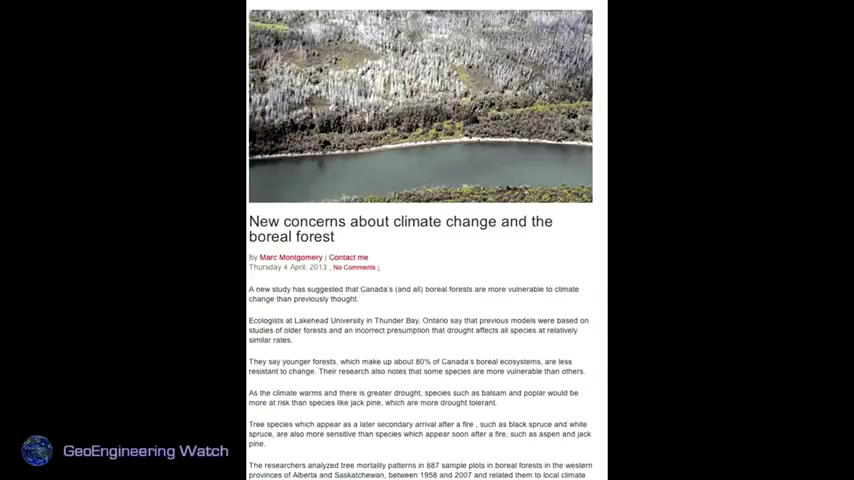 New concerns about climate change and the
boreal forest
By Marc Montgomery | Contact me
Thursday 4 April, 2013 , No Comments ↓
A new study has suggested that Canada's (and all) boreal forests are more vulnerable to climate
change than previously thought.
Ecologists at Lakehead University in Thunder Bay, Ontario say that previous models were based on
studies of older forests and an incorrect presumption that drought affects all species at relatively
similar rates.
They say younger forests, which make up about 80% of Canada's boreal ecosystems, are less
resistant to change. Their research also notes that some species are more vulnerable than others.
As the climate warms and there is greater drought, species such as balsam and poplar would be
more at risk than species like jack pine, which are more drought tolerant.
Tree species which appear as a later secondary arrival after a fire , such as black spruce and white
spruce, are also more sensitive than species which appear soon after a fire, such as aspen and jack
pine.
GeoEngineering Watch
The researchers analyzed tree mortality patterns in 887 sample plots in boreal forests in the western
provinces of Alberta and Saskatchewan, between 1958 and 2007 and related them to local climate